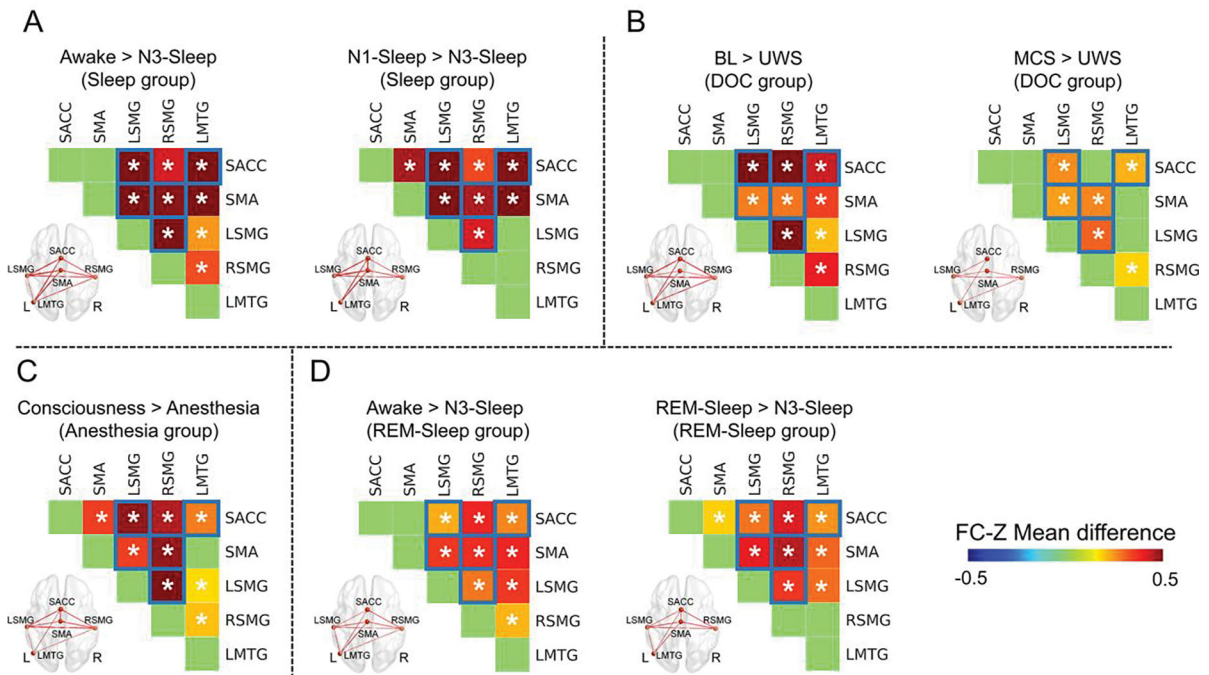 A
Awake > N3-Sleep
(Sleep group)
SACC
SMA
LSMG
RSMG
LMTG
* * * SACC
* * * SMA
* * LSMG
* RSMG
LMTG
SACC
LSMG RSMG
SMA
L LMTG R
N1-Sleep > N3-Sleep
(Sleep group)
SACC
SMA
LSMG
RSMG
LMTG
* * * * SACC
* * * SMA
* LSMG
RSMG
LMTG
SACC
LSMG RSMG
SMA
L LMTG R
B
BL > UWS
(DOC group)
SACC
SMA
LSMG
RSMG
LMTG
* * * SACC
* * * SMA
* * LSMG
* RSMG
LMTG
SACC
LSMG RSMG
SMA
L LMTG R
MCS > UWS
(DOC group)
SACC
SMA
LSMG
RSMG
LMTG
* * SACC
* * SMA
* LSMG
* RSMG
LMTG
SACC
LSMG RSMG
SMA
L LMTG R
C
Consciousness > Anesthesia
(Anesthesia group)
SACC
SMA
LSMG
RSMG
LMTG
* * * * SACC
* * SMA
* * LSMG
* RSMG
LMTG
SACC
LSMG RSMG
SMA
L LMTG R
D
Awake > N3-Sleep
(REM-Sleep group)
SACC
SMA
LSMG
RSMG
LMTG
* * * SACC
* * * SMA
* * LSMG
* RSMG
LMTG
SACC
LSMG RSMG
SMA
L LMTG R
REM-Sleep > N3-Sleep
(REM-Sleep group)
SACC
SMA
LSMG
RSMG
LMTG
* * * * SACC
* * * SMA
* * LSMG
RSMG
LMTG
SACC
LSMG RSMG
SMA
L LMTG R
FC-Z Mean difference
-0.5 0.5